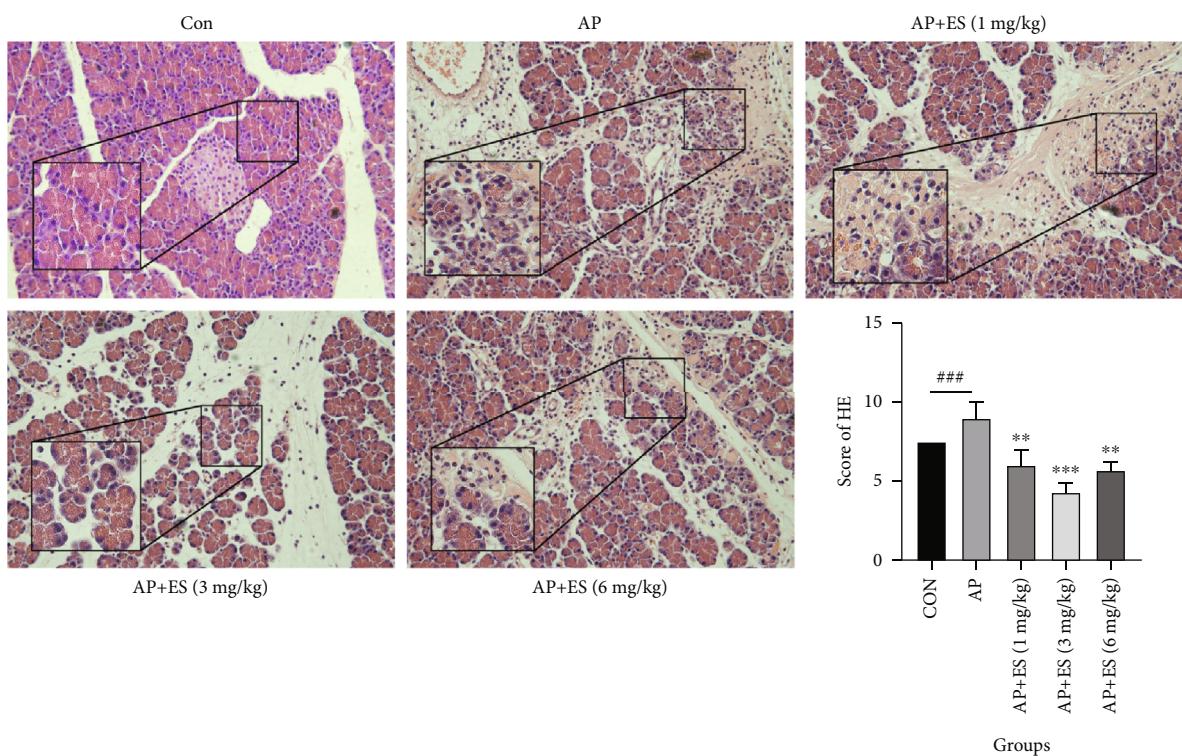 Con
AP
AP+ES (1 mg/kg)
AP+ES (3 mg/kg)
AP+ES (6 mg/kg)
15
10
5
0
Score of HE
###
**
***
**
CON
AP
AP+ES (1 mg/kg)
AP+ES (3 mg/kg)
AP+ES (6 mg/kg)
Groups